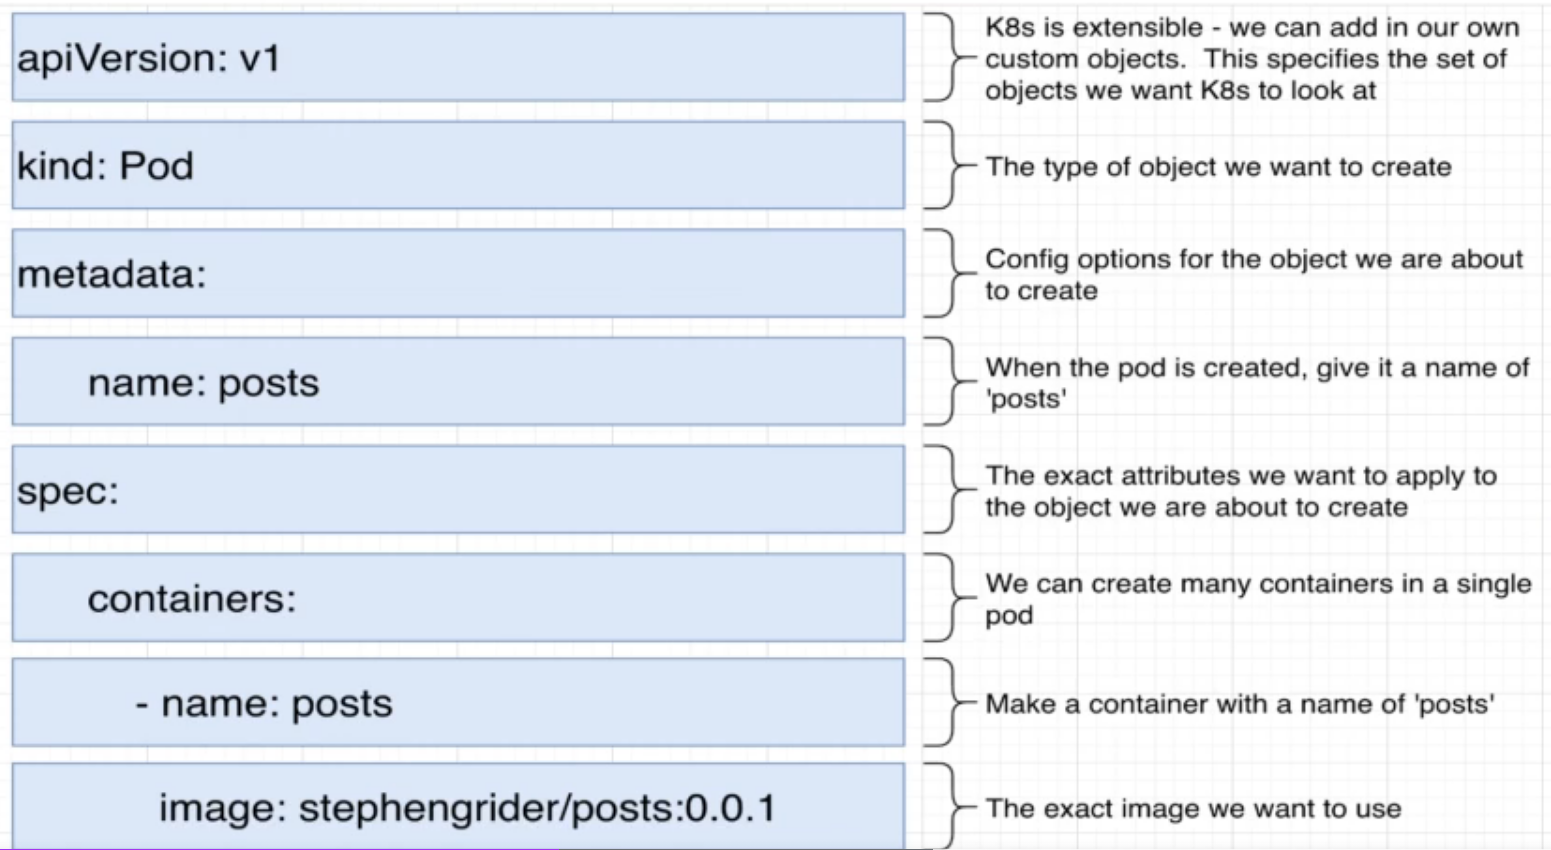 apiVersion: v1
K8s is extensible - we can add in our own
custom objects.  This specifies the set of
objects we want K8s to look at
kind: Pod
The type of object we want to create
metadata:
Config options for the object we are about
to create
name: posts
When the pod is created, give it a name of
'posts'
spec:
The exact attributes we want to apply to
the object we are about to create
containers:
We can create many containers in a single
pod
- name: posts
Make a container with a name of 'posts'
image: stephengrider/posts:0.0.1
The exact image we want to use